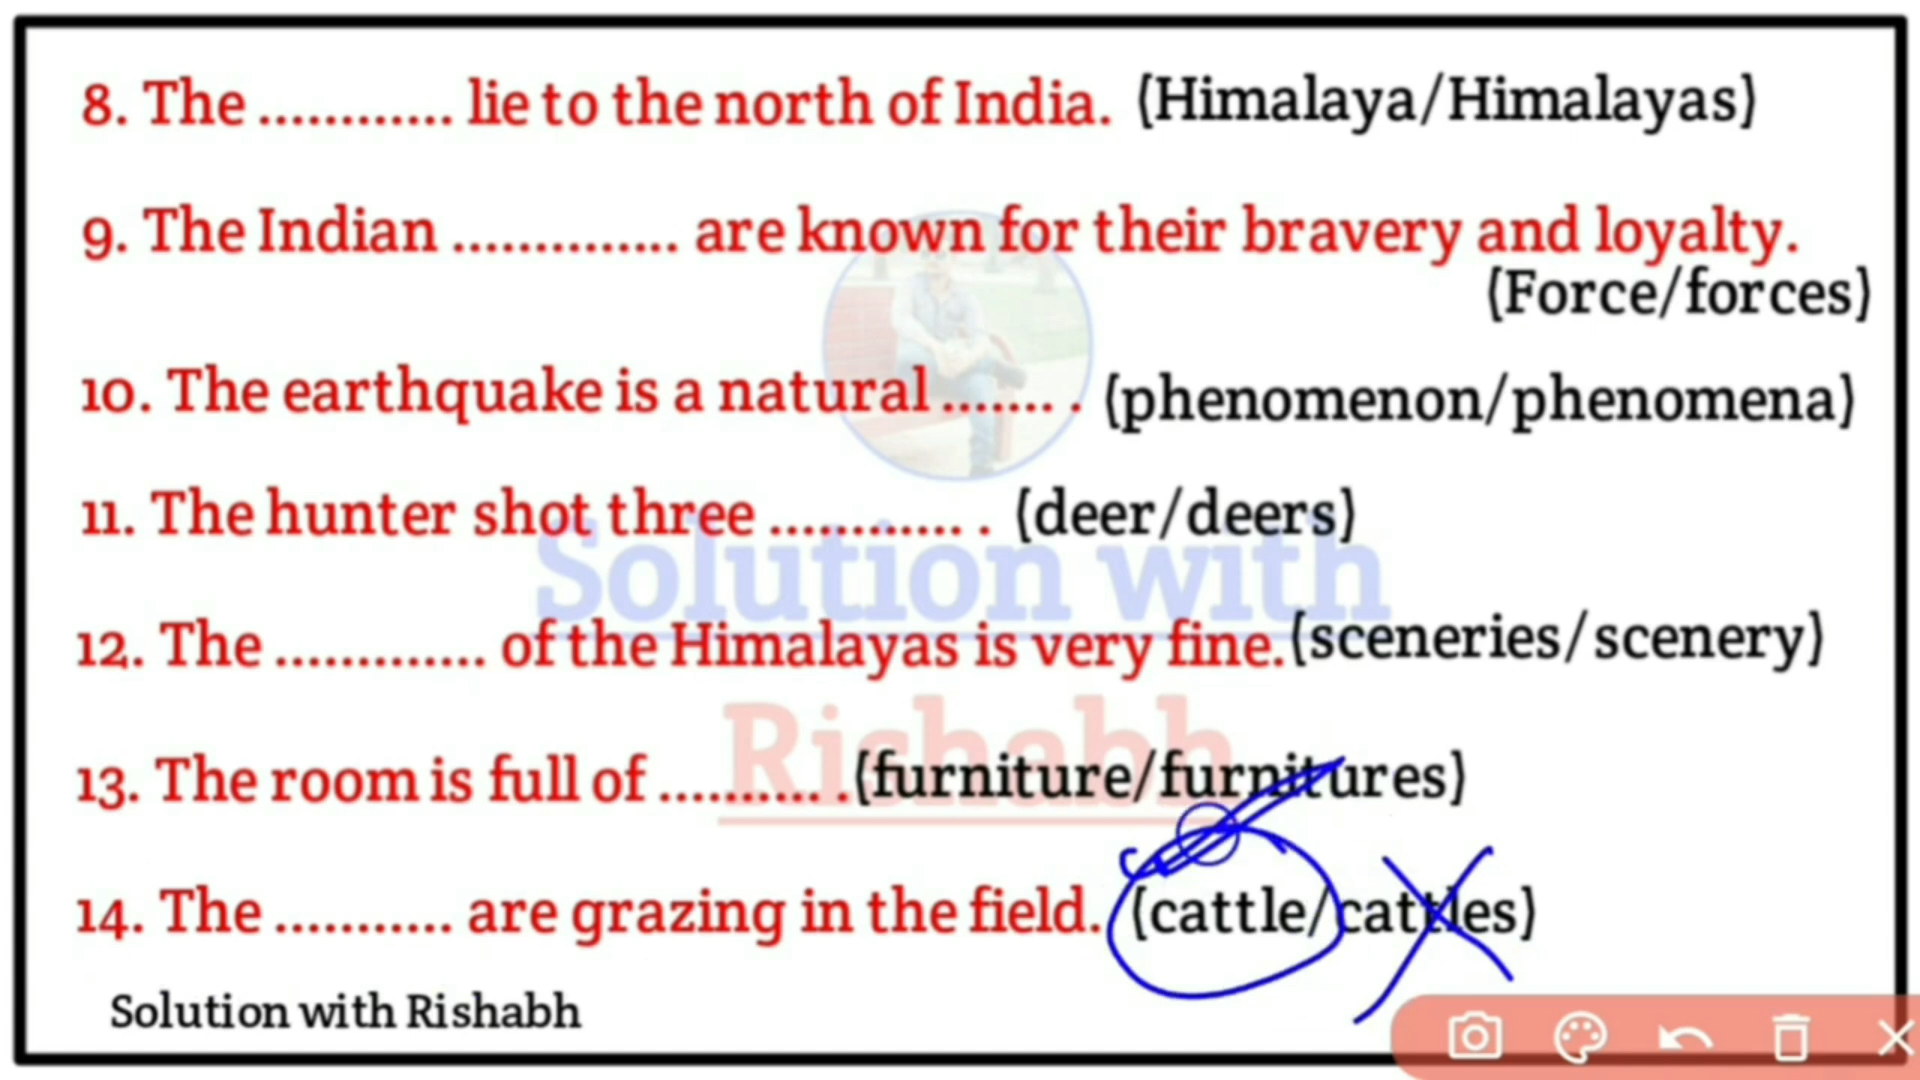 8. The ............ lie to the north of India. (Himalaya/Himalayas)
9. The Indian .............. are known for their bravery and loyalty.
(Force/forces)
10. The earthquake is a natural ....... . (phenomenon/phenomena)
11. The hunter shot three ............ . (deer/deers)
Solution with
12. The ............. of the Himalayas is very fine. (sceneries/scenery)
Rishabh
13. The room is full of .......... . (furniture/furnitures)
14. The ........... are grazing in the field. (cattle/cattles)
Solution with Rishabh